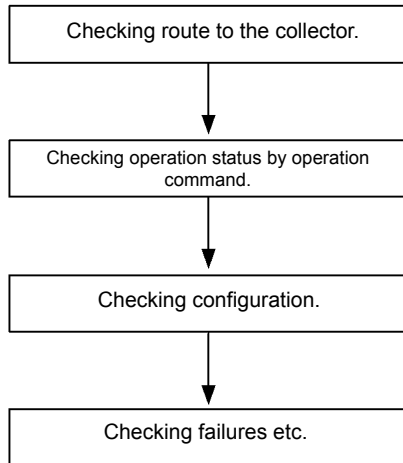 Checking route to the collector.
Checking operation status by operation
command.
Checking configuration.
Checking failures etc.